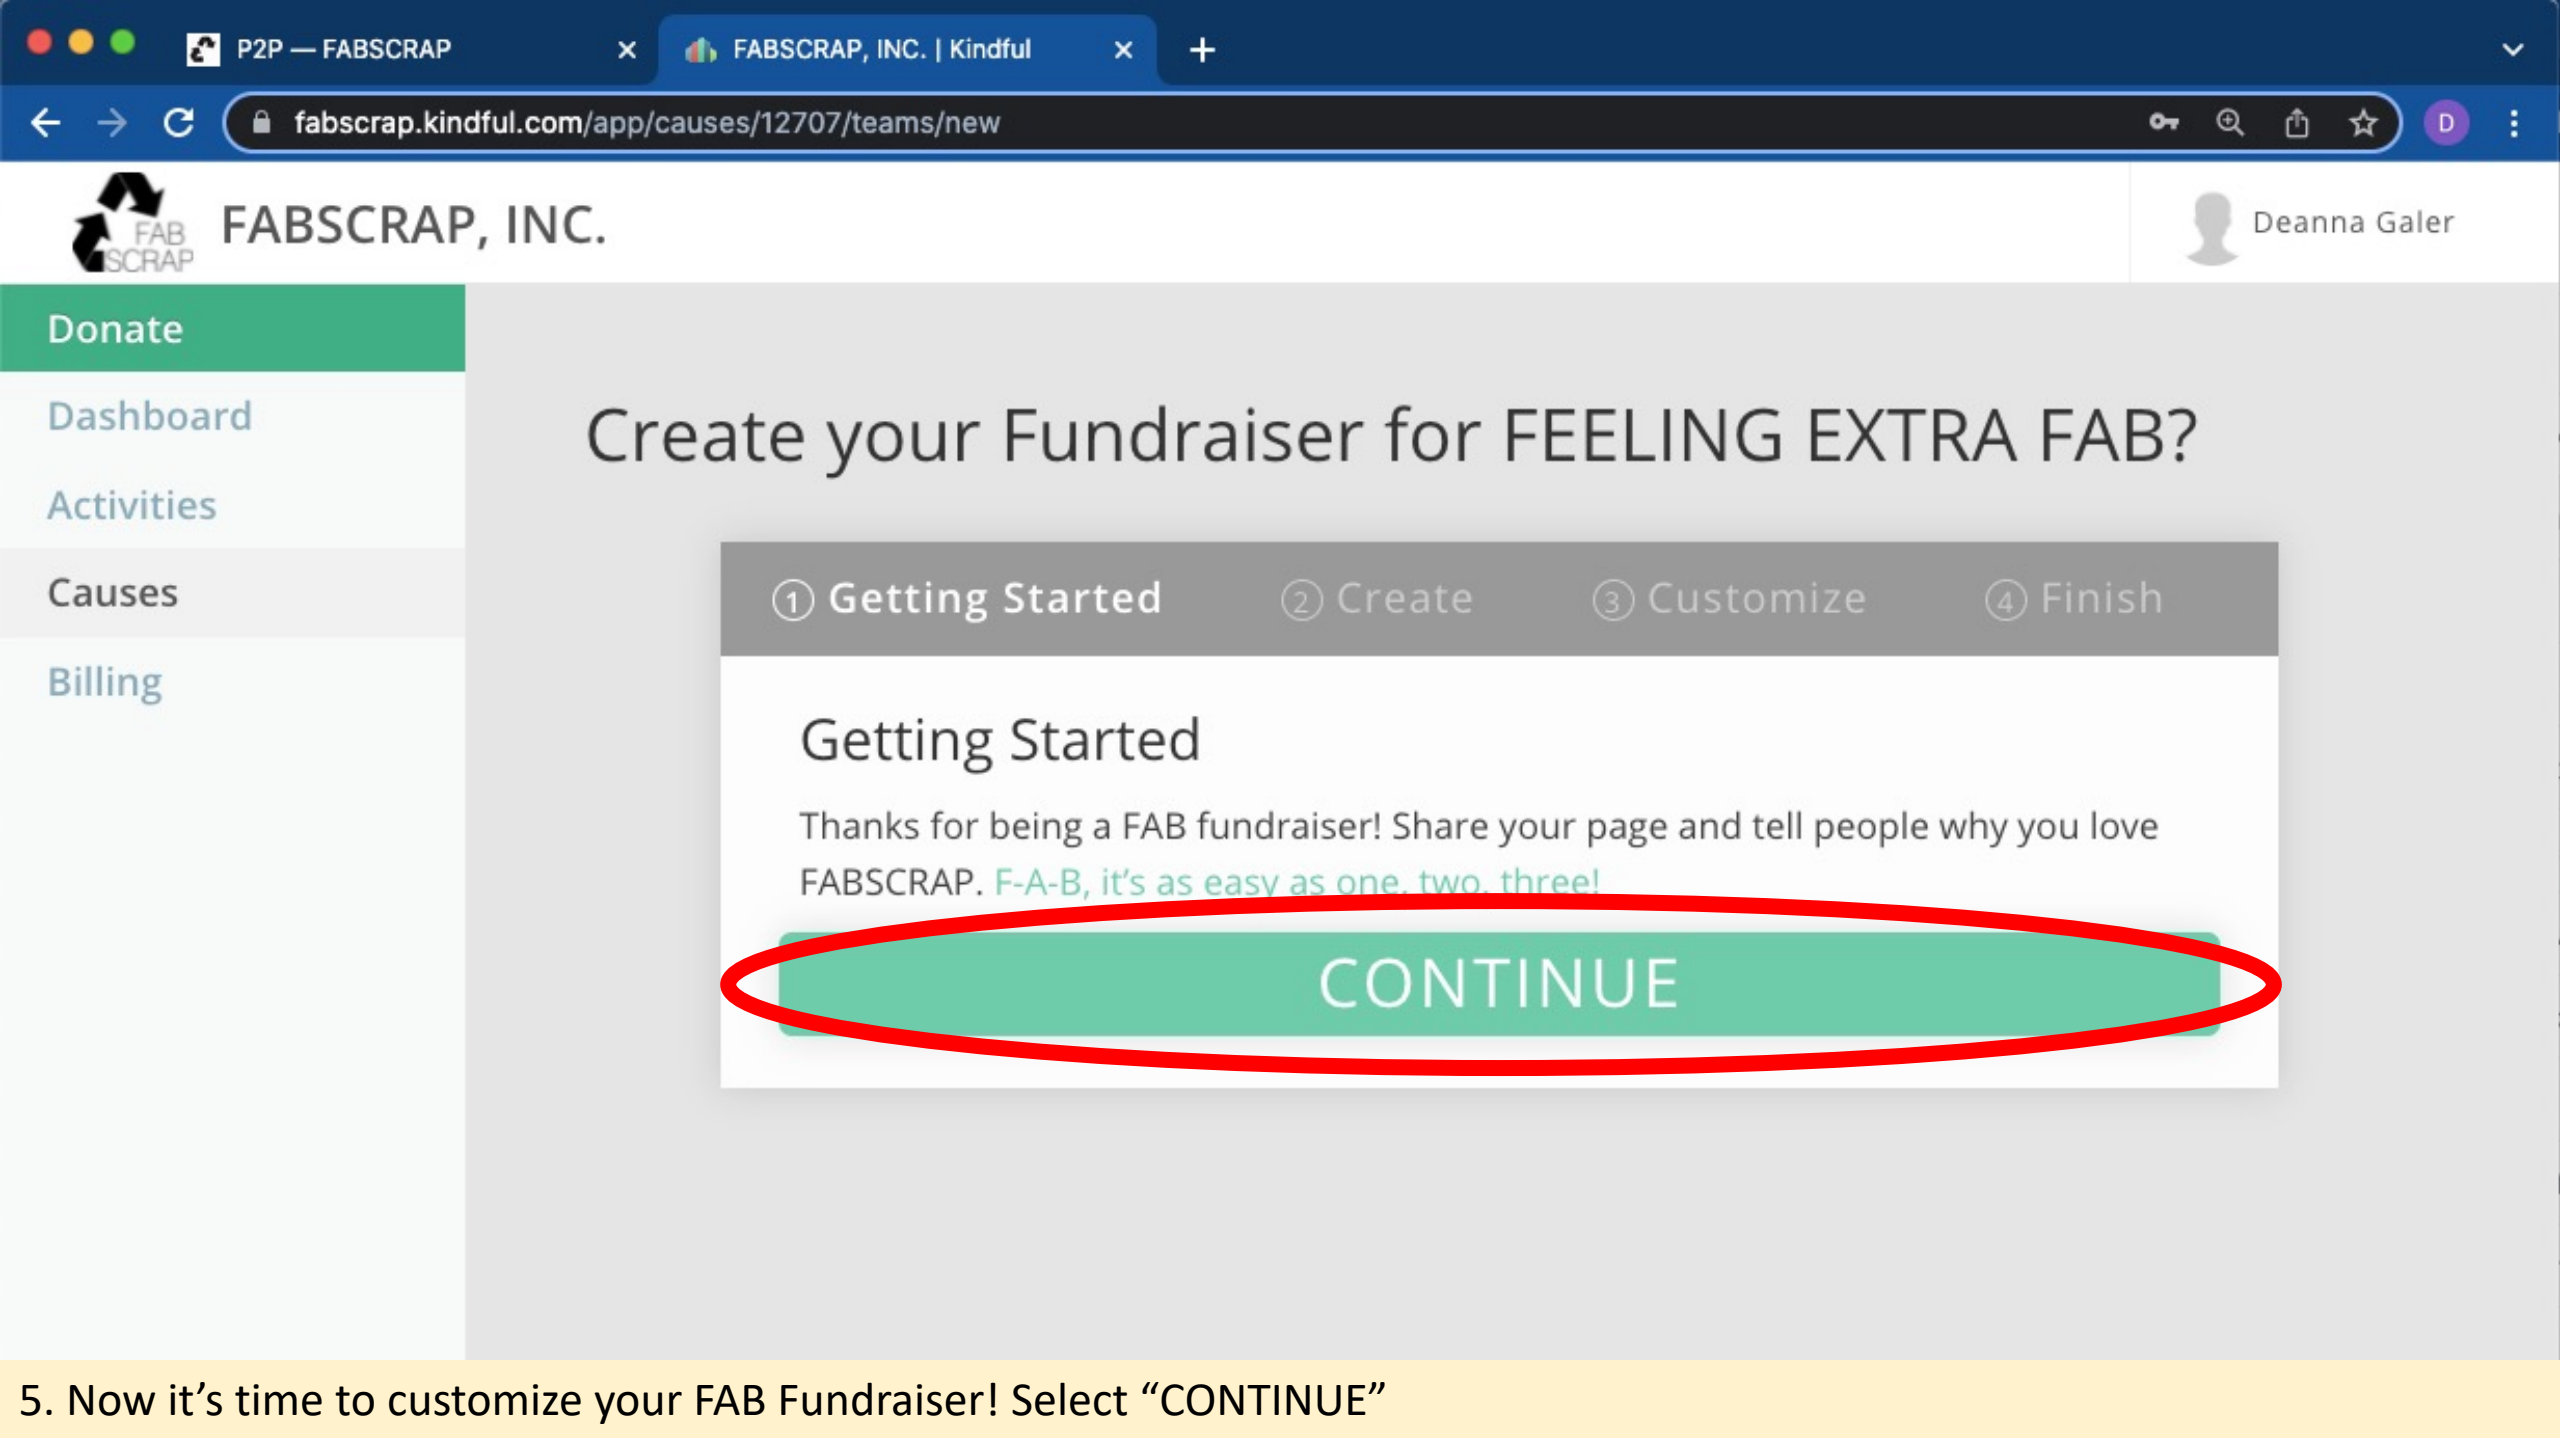 P2P — FABSCRAP
FABSCRAP, INC. | Kindful
fabscrap.kindful.com/app/causes/12707/teams/new
D
FAB
SCRAP
FABSCRAP, INC.
Deanna Galer
Donate
Dashboard
Activities
Causes
Billing
Create your Fundraiser for FEELING EXTRA FAB?
1 Getting Started
2 Create
3 Customize
4 Finish
Getting Started
Thanks for being a FAB fundraiser! Share your page and tell people why you love
FABSCRAP. F-A-B, it's as easy as one, two, three!
CONTINUE
5. Now it’s time to customize your FAB Fundraiser! Select “CONTINUE”